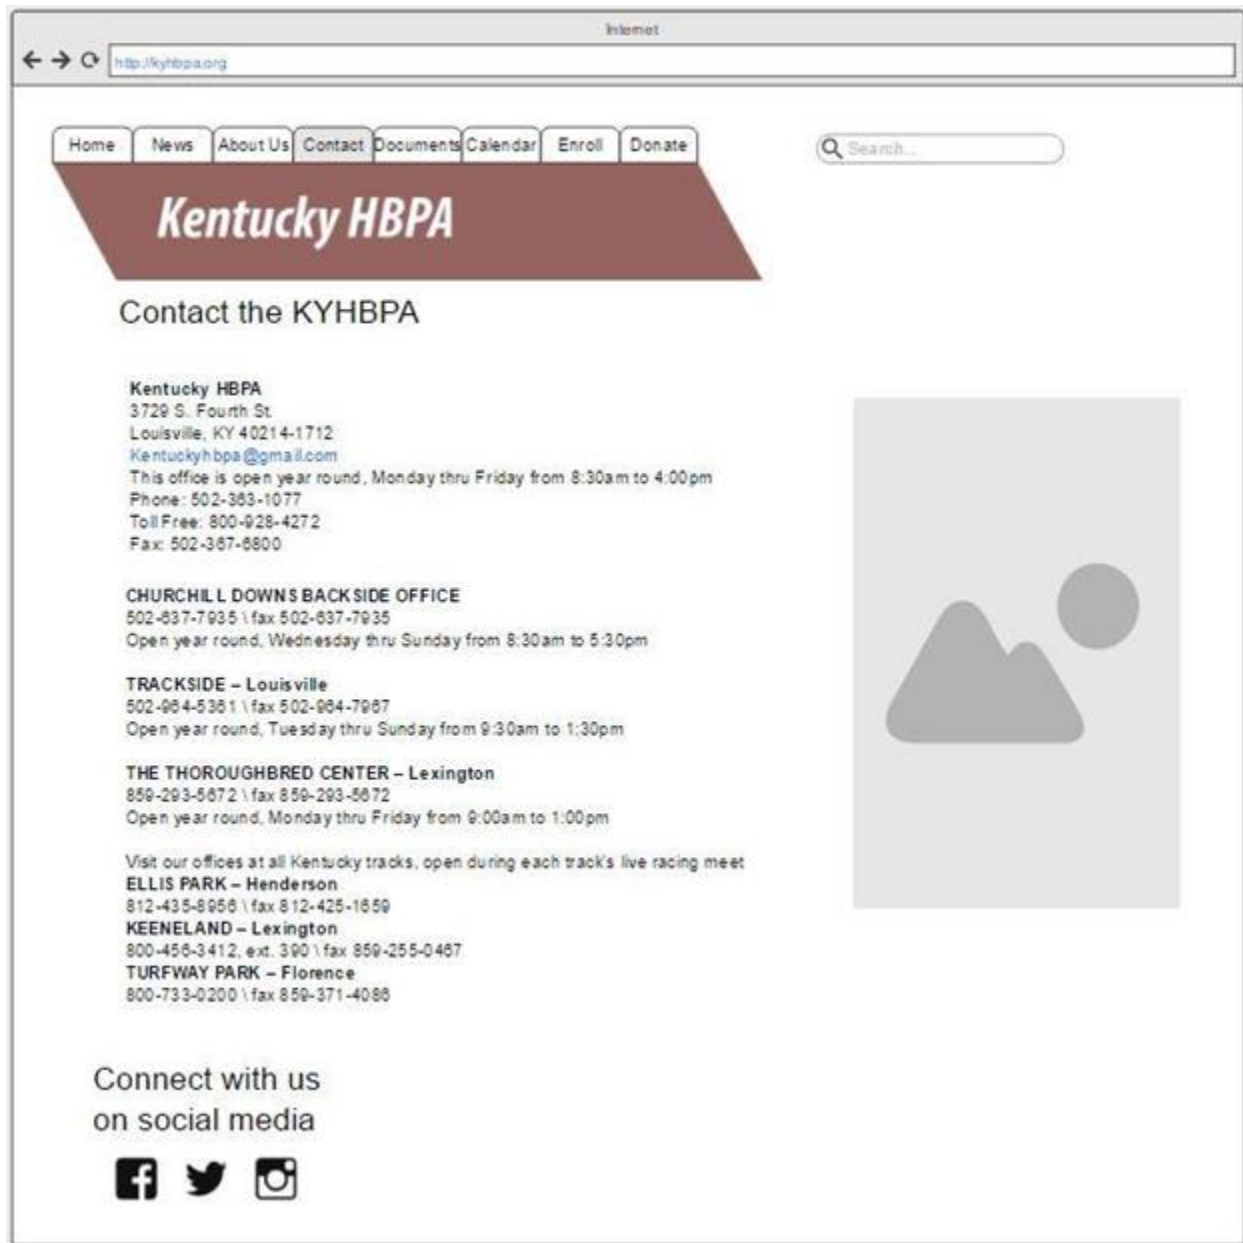 Internet
http://kyhbpa.org
Home News About Us Contact Documents Calendar Enroll Donate
Search...
Kentucky HBPA
Contact the KYHBPA
Kentucky HBPA
3729 S. Fourth St.
Louisville, KY 40214-1712
Kentuckyhbpa@gmail.com
This office is open year round, Monday thru Friday from 8:30am to 4:00pm
Phone: 502-363-1077
Toll Free: 800-928-4272
Fax: 502-367-6800
CHURCHILL DOWNS BACKSIDE OFFICE
502-637-7935 \ fax 502-637-7935
Open year round, Wednesday thru Sunday from 8:30am to 5:30pm
TRACKSIDE – Louisville
502-964-5361 \ fax 502-964-7967
Open year round, Tuesday thru Sunday from 9:30am to 1:30pm
THE THOROUGHBRED CENTER – Lexington
859-293-5672 \ fax 859-293-5672
Open year round, Monday thru Friday from 9:00am to 1:00pm
Visit our offices at all Kentucky tracks, open during each track's live racing meet
ELLIS PARK – Henderson
812-435-8956 \ fax 812-425-1659
KEENELAND – Lexington
800-456-3412, ext. 390 \ fax 859-255-0467
TURFWAY PARK – Florence
800-733-0200 \ fax 859-371-4086
Connect with us
on social media